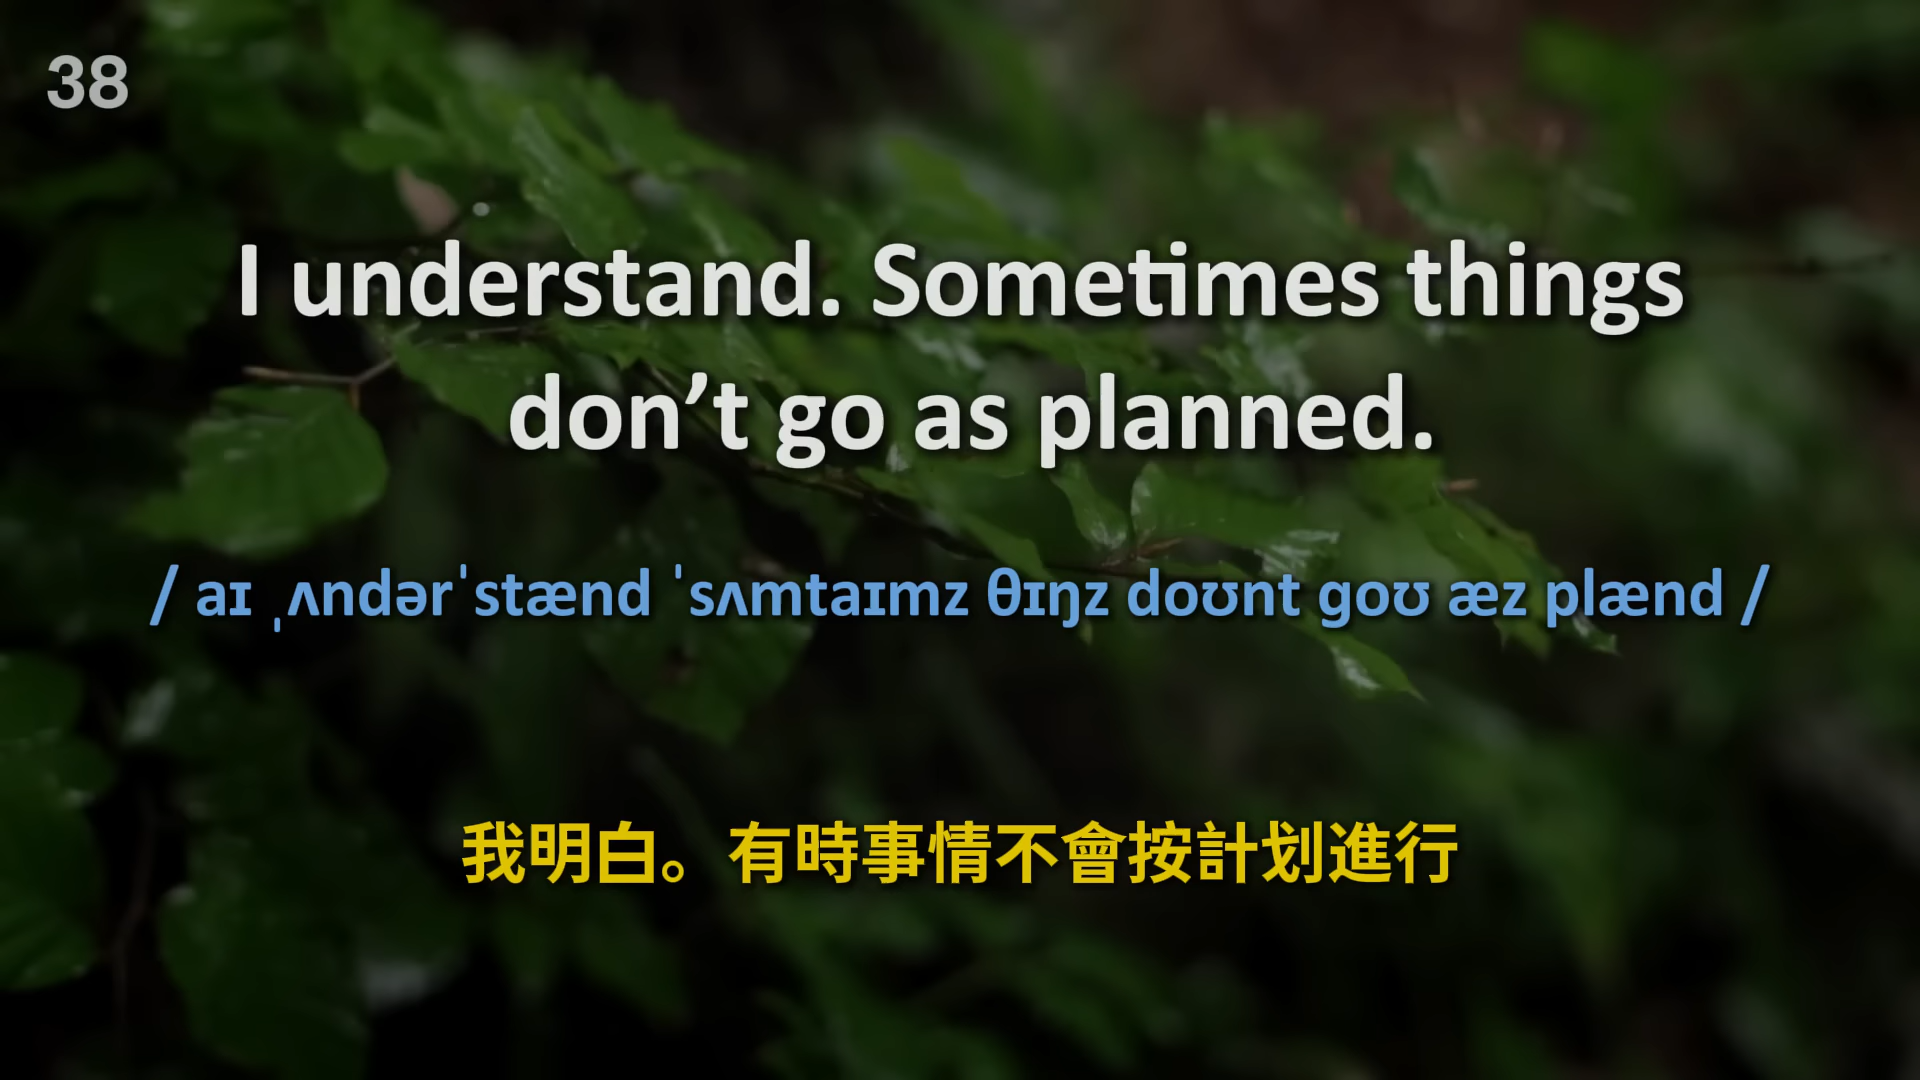 38
I understand. Sometimes things
don’t go as planned.
/ aɪ ˌʌndərˈstænd ˈsʌmtaɪmz θɪŋz doʊnt goʊ æz plænd /
我明白。有時事情不會按計划進行